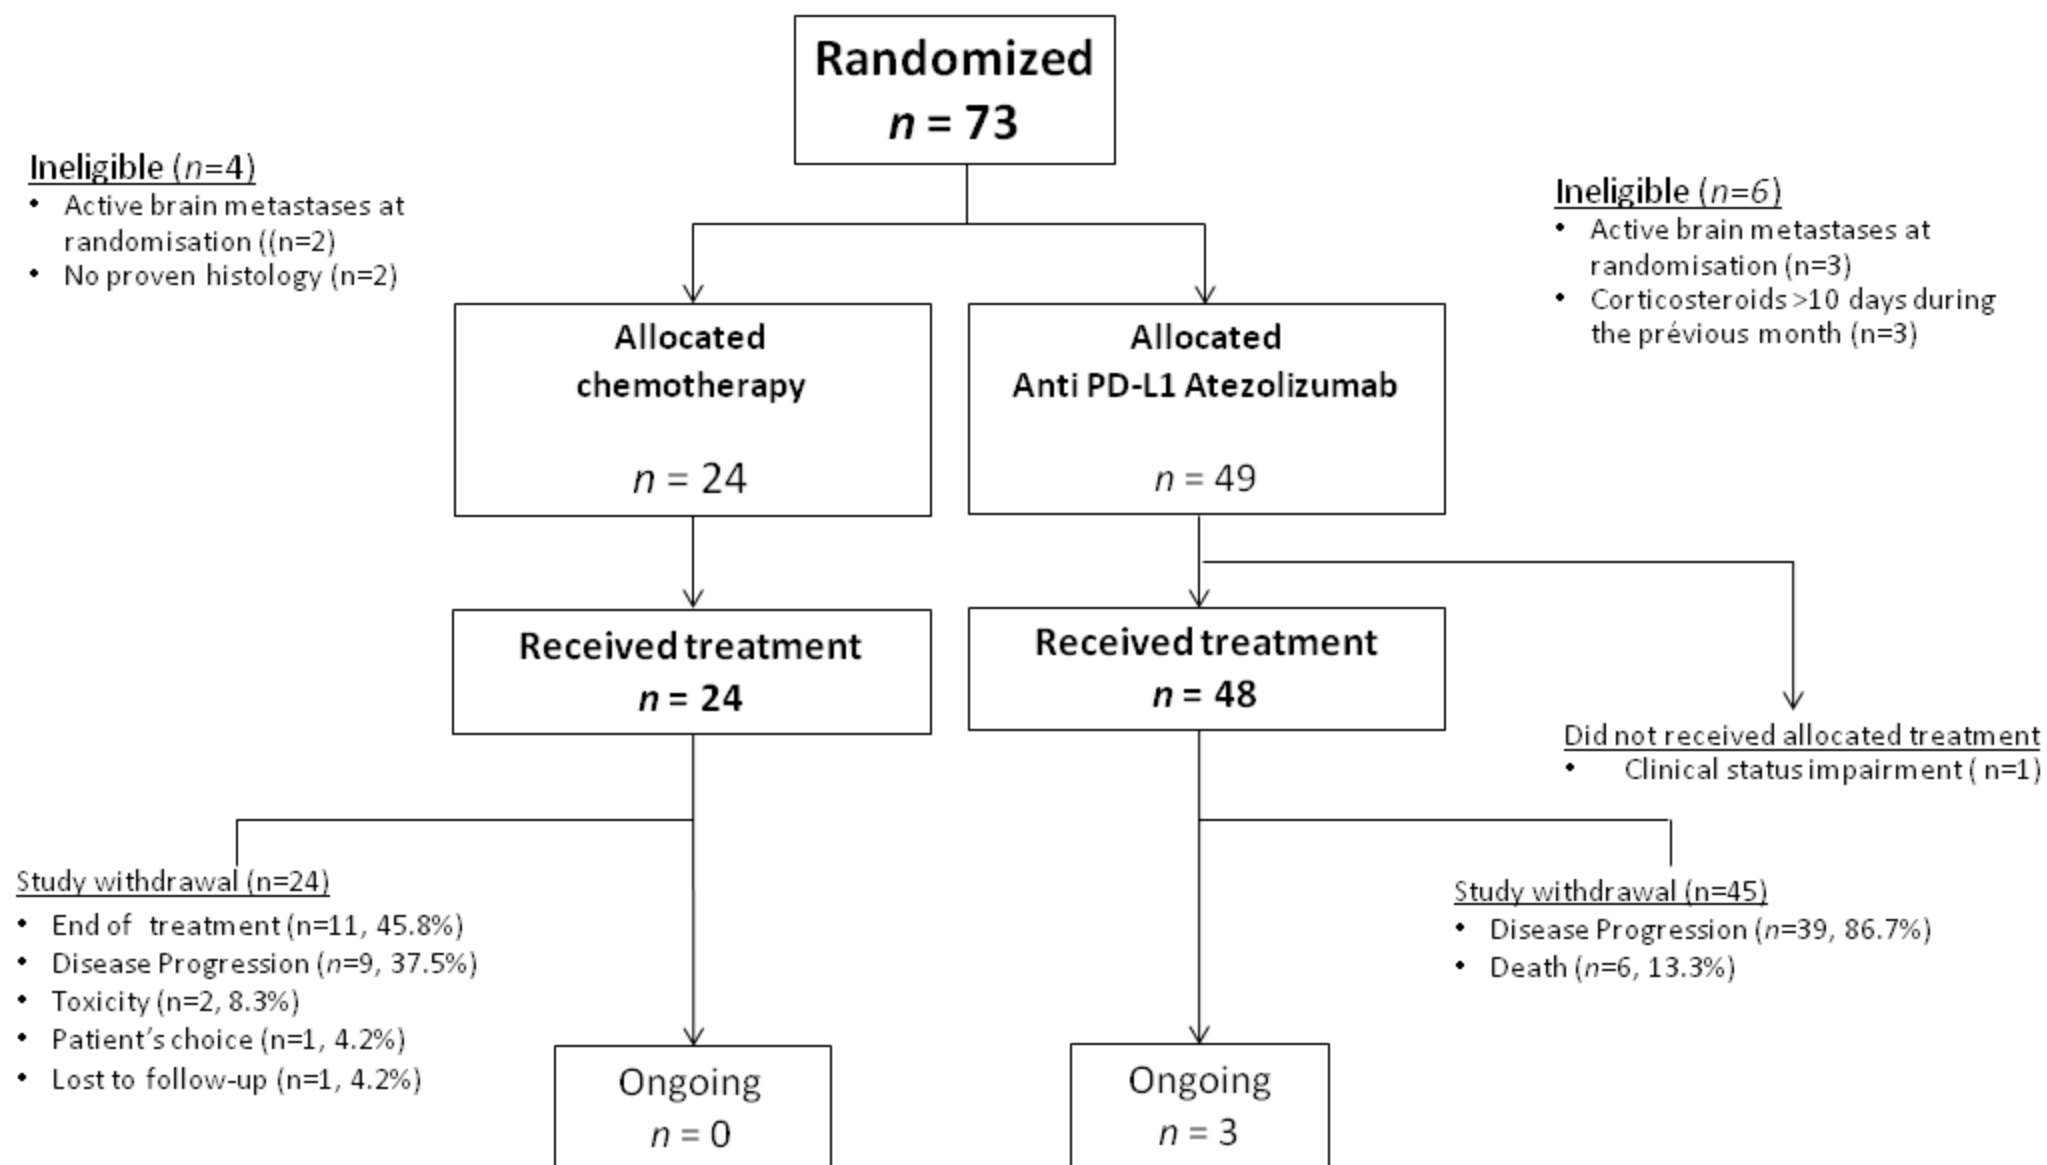 Randomized
n = 73
Ineligible (n=4)
• Active brain metastases at
randomisation ((n=2)
• No proven histology (n=2)
Ineligible (n=6)
• Active brain metastases at
randomisation (n=3)
• Corticosteroids >10 days during
the prévious month (n=3)
Allocated
chemotherapy
n = 24
Allocated
Anti PD-L1 Atezolizumab
n = 49
Received treatment
n = 24
Received treatment
n = 48
Did not received allocated treatment
• Clinical status impairment ( n=1)
Study withdrawal (n=24)
• End of treatment (n=11, 45.8%)
• Disease Progression (n=9, 37.5%)
• Toxicity (n=2, 8.3%)
• Patient’s choice (n=1, 4.2%)
• Lost to follow-up (n=1, 4.2%)
Study withdrawal (n=45)
• Disease Progression (n=39, 86.7%)
• Death (n=6, 13.3%)
Ongoing
n = 0
Ongoing
n = 3